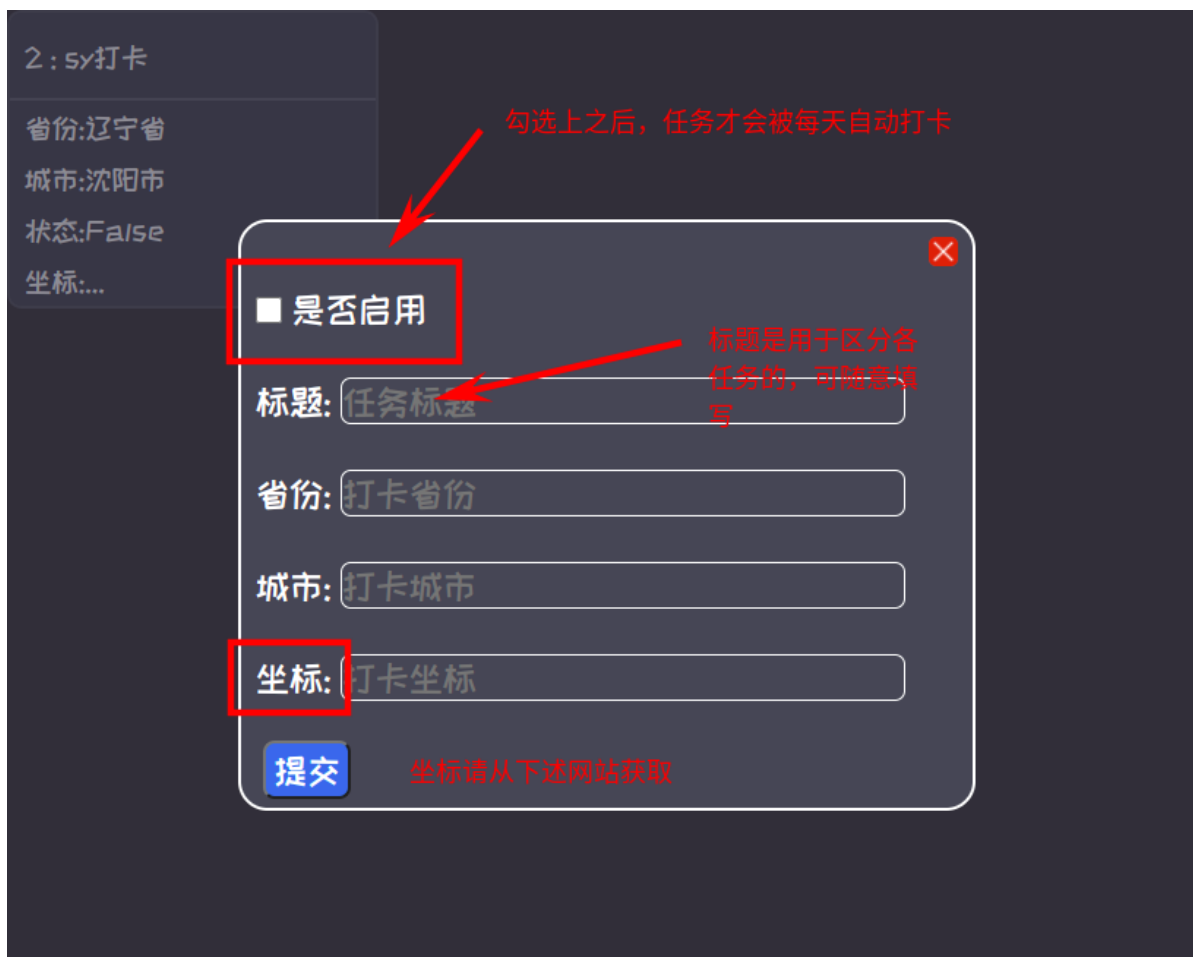 2 : sy打卡
省份:辽宁省
城市:沈阳市
状态:False
坐标:...
勾选上之后，任务才会被每天自动打卡
是否启用
标题是用于区分各
任务的，可随意填
写
标题: 任务标题
省份: 打卡省份
城市: 打卡城市
坐标: 打卡坐标
提交
坐标请从下述网站获取